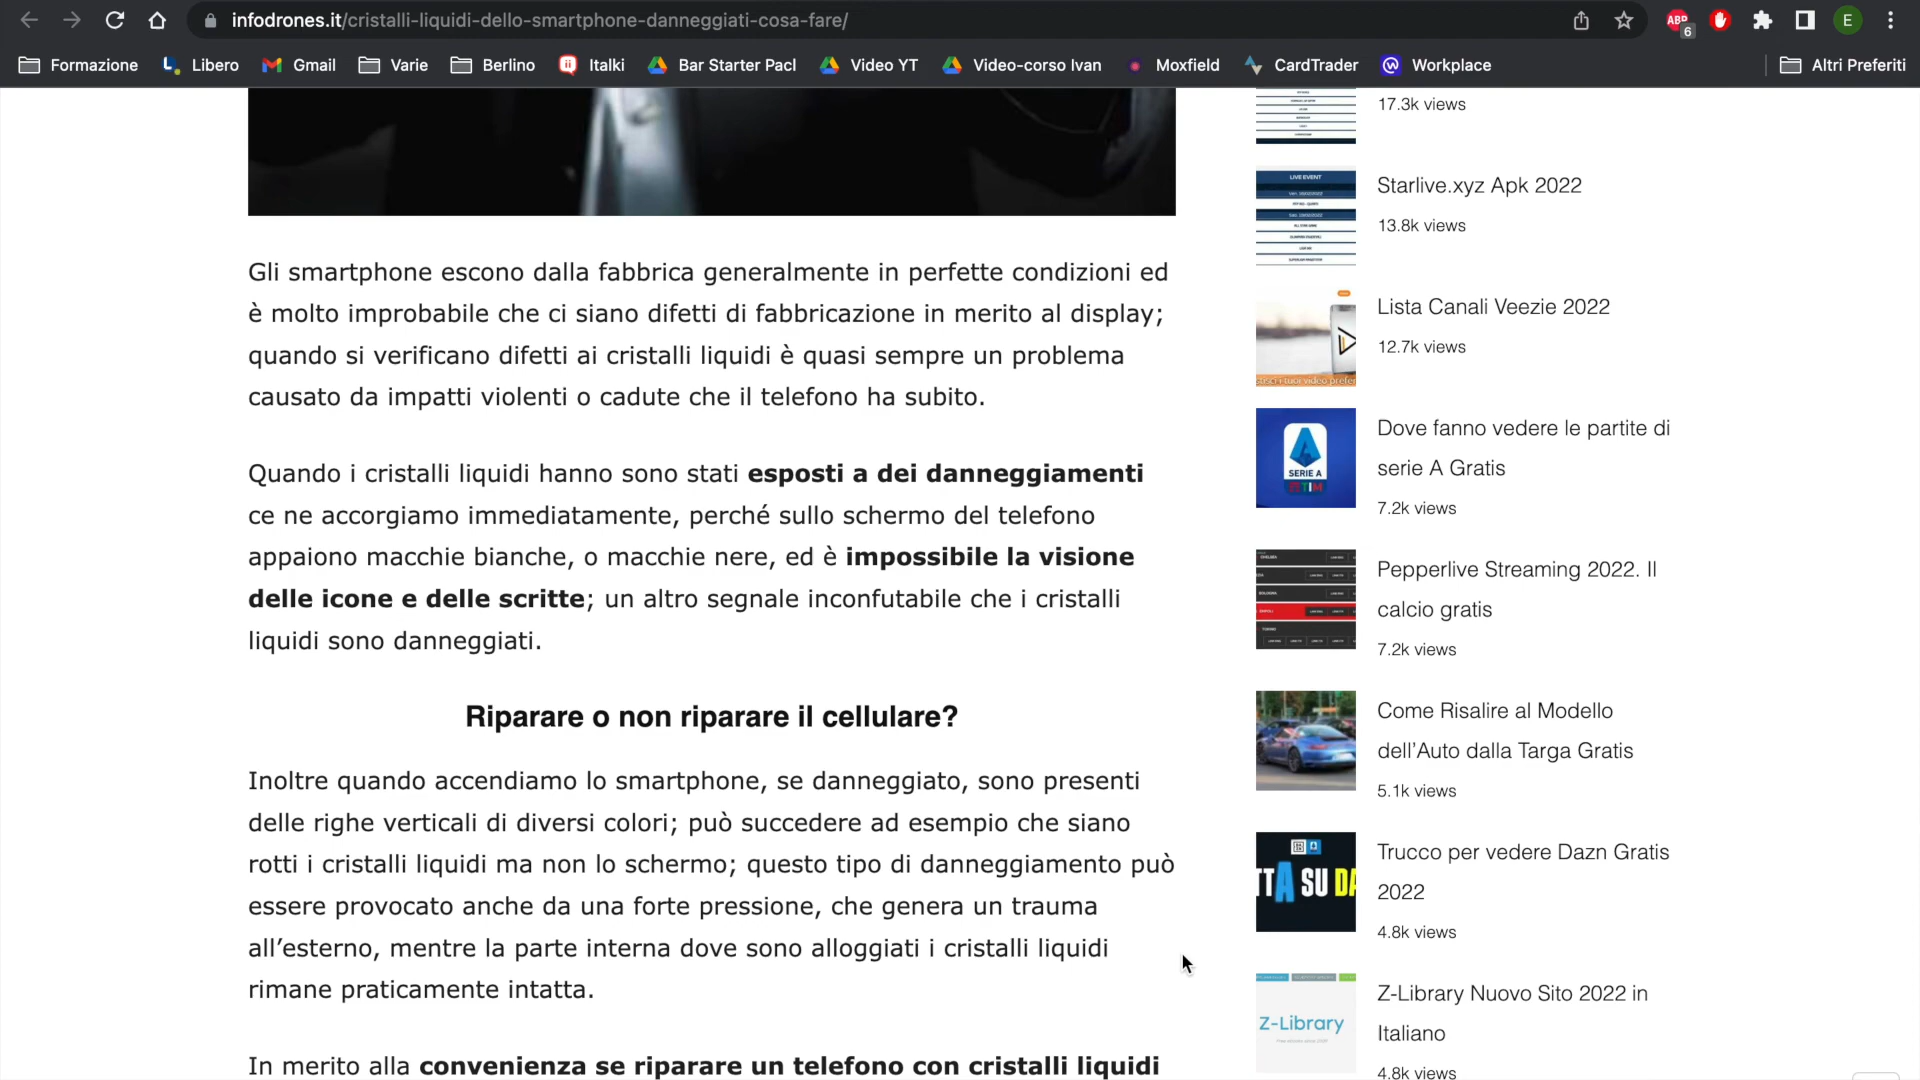 infodrones.it/cristalli-liquidi-dello-smartphone-danneggiati-cosa-fare/
ABP
6
E
Formazione
Libero
Gmail
Varie
Berlino
Italki
Bar Starter Pacl
Video YT
Video-corso Ivan
Moxfield
CardTrader
Workplace
Altri Preferiti
Gli smartphone escono dalla fabbrica generalmente in perfette condizioni ed
è molto improbabile che ci siano difetti di fabbricazione in merito al display;
quando si verificano difetti ai cristalli liquidi è quasi sempre un problema
causato da impatti violenti o cadute che il telefono ha subito.
Quando i cristalli liquidi hanno sono stati esposti a dei danneggiamenti
ce ne accorgiamo immediatamente, perché sullo schermo del telefono
appaiono macchie bianche, o macchie nere, ed è impossibile la visione
delle icone e delle scritte; un altro segnale inconfutabile che i cristalli
liquidi sono danneggiati.
Riparare o non riparare il cellulare?
Inoltre quando accendiamo lo smartphone, se danneggiato, sono presenti
delle righe verticali di diversi colori; può succedere ad esempio che siano
rotti i cristalli liquidi ma non lo schermo; questo tipo di danneggiamento può
essere provocato anche da una forte pressione, che genera un trauma
all’esterno, mentre la parte interna dove sono alloggiati i cristalli liquidi
rimane praticamente intatta.
In merito alla convenienza se riparare un telefono con cristalli liquidi
17.3k views
LIVE EVENT
Starlive.xyz Apk 2022
13.8k views
Lista Canali Veezie 2022
12.7k views
SERIE A
TIM
Dove fanno vedere le partite di
serie A Gratis
7.2k views
Pepperlive Streaming 2022. Il
calcio gratis
7.2k views
Come Risalire al Modello
dell’Auto dalla Targa Gratis
5.1k views
TTA SU DA
Trucco per vedere Dazn Gratis
2022
4.8k views
Z-Library
Z-Library Nuovo Sito 2022 in
Italiano
4.8k views